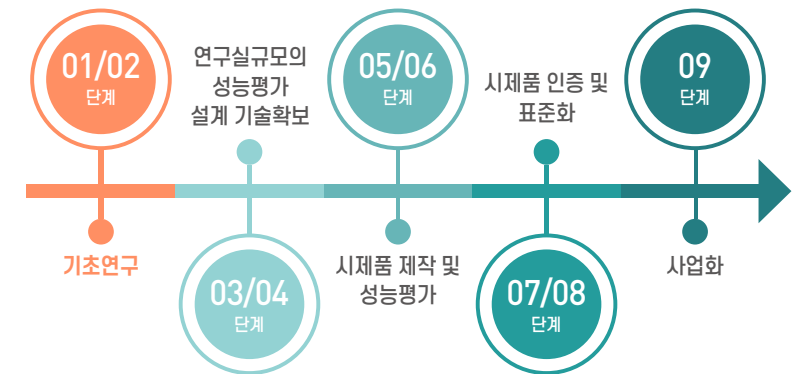 01/02
단계
기초연구
연구실규모의
성능평가
설계 기술확보
03/04
단계
05/06
단계
시제품 제작 및
성능평가
시제품 인증 및
표준화
07/08
단계
09
단계
사업화